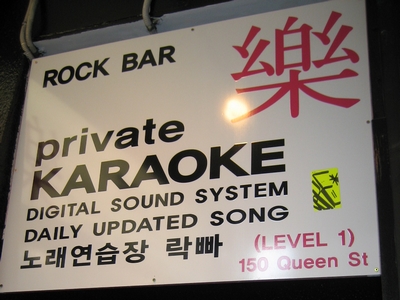 ROCK BAR
樂
private
KARAOKE
DIGITAL SOUND SYSTEM
DAILY UPDATED SONG
노래연습장 락빠
(LEVEL 1)
150 Queen St